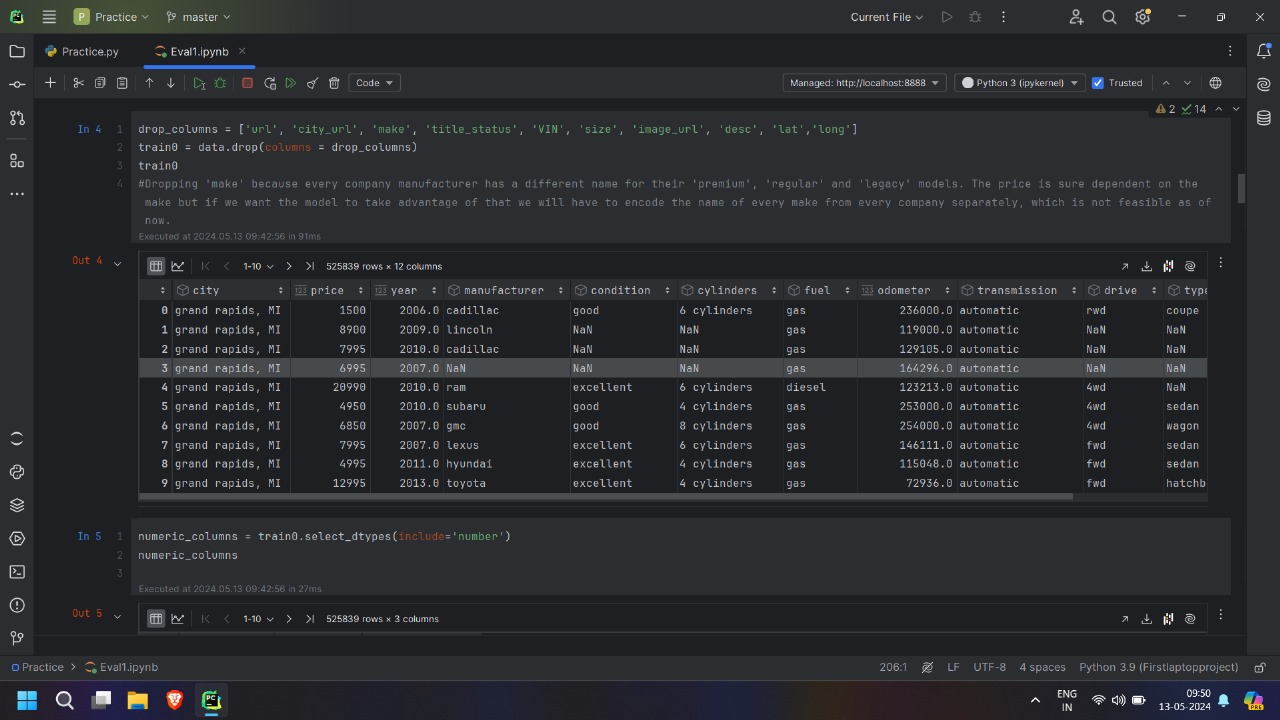 P Practice master Current File
Practice.py Eval1.ipynb
Code Managed: http://localhost:8888 Python 3 (ipykernel) Trusted
2 14
In 4 1 drop_columns = ['url', 'city_url', 'make', 'title_status', 'VIN', 'size', 'image_url', 'desc', 'lat','long']
2 train0 = data.drop(columns = drop_columns)
3 train0
4 #Dropping 'make' because every company manufacturer has a different name for their 'premium', 'regular' and 'legacy' models. The price is sure dependent on the
make but if we want the model to take advantage of that we will have to encode the name of every make from every company separately, which is not feasible as of
now.
Executed at 2024.05.13 09:42:56 in 91ms
Out 4 1-10 525839 rows × 12 columns
city 123 price 123 year manufacturer condition cylinders fuel 123 odometer transmission drive type
0 grand rapids, MI 1500 2006.0 cadillac good 6 cylinders gas 236000.0 automatic rwd coupe
1 grand rapids, MI 8900 2009.0 lincoln NaN NaN gas 119000.0 automatic NaN NaN
2 grand rapids, MI 7995 2010.0 cadillac NaN NaN gas 129105.0 automatic NaN NaN
3 grand rapids, MI 6995 2007.0 NaN NaN NaN gas 164296.0 automatic NaN NaN
4 grand rapids, MI 20990 2010.0 ram excellent 6 cylinders diesel 123213.0 automatic 4wd NaN
5 grand rapids, MI 4950 2010.0 subaru good 4 cylinders gas 253000.0 automatic 4wd sedan
6 grand rapids, MI 6850 2007.0 gmc good 8 cylinders gas 254000.0 automatic 4wd wagon
7 grand rapids, MI 7995 2007.0 lexus excellent 6 cylinders gas 146111.0 automatic fwd sedan
8 grand rapids, MI 4995 2011.0 hyundai excellent 4 cylinders gas 115048.0 automatic fwd sedan
9 grand rapids, MI 12995 2013.0 toyota excellent 4 cylinders gas 72936.0 automatic fwd hatchb
In 5 1 numeric_columns = train0.select_dtypes(include='number')
2 numeric_columns
3
Executed at 2024.05.13 09:42:56 in 27ms
Out 5 1-10 525839 rows × 3 columns
Practice Eval1.ipynb 206:1 LF UTF-8 4 spaces Python 3.9 (Firstlaptopproject)
PC ENG 09:50 PRE
IN 13-05-2024